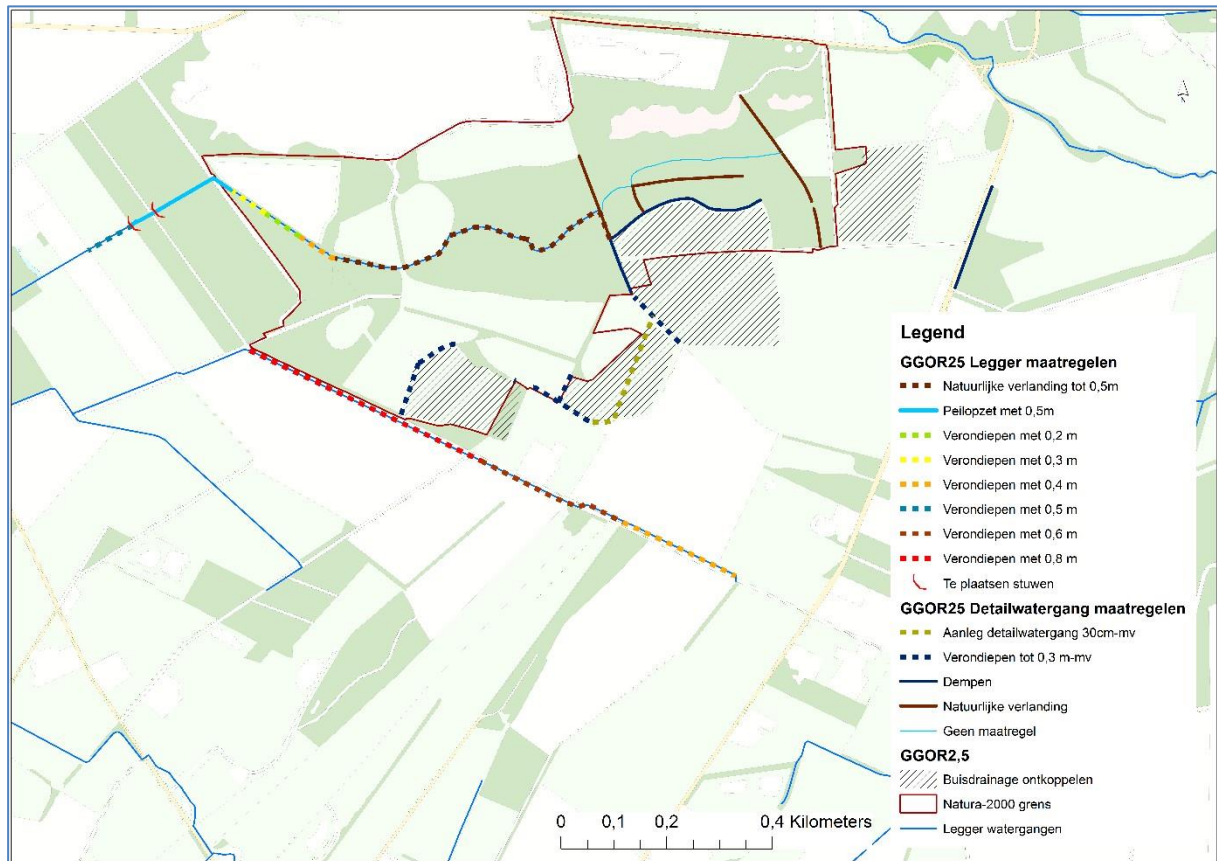 Legend
GGOR25 Legger maatregelen
Natuurlijke verlanding tot 0,5m
Peilopzet met 0,5m
Verondiepen met 0,2 m
Verondiepen met 0,3 m
Verondiepen met 0,4 m
Verondiepen met 0,5 m
Verondiepen met 0,6 m
Verondiepen met 0,8 m
Te plaatsen stuwen
GGOR25 Detailwatergang maatregelen
Aanleg detailwatergang 30cm-mv
Verondiepen tot 0,3 m-mv
Dempen
Natuurlijke verlanding
Geen maatregel
GGOR2,5
Buisdrainage ontkoppelen
Natura-2000 grens
Legger watergangen
0 0,1 0,2 0,4 Kilometers